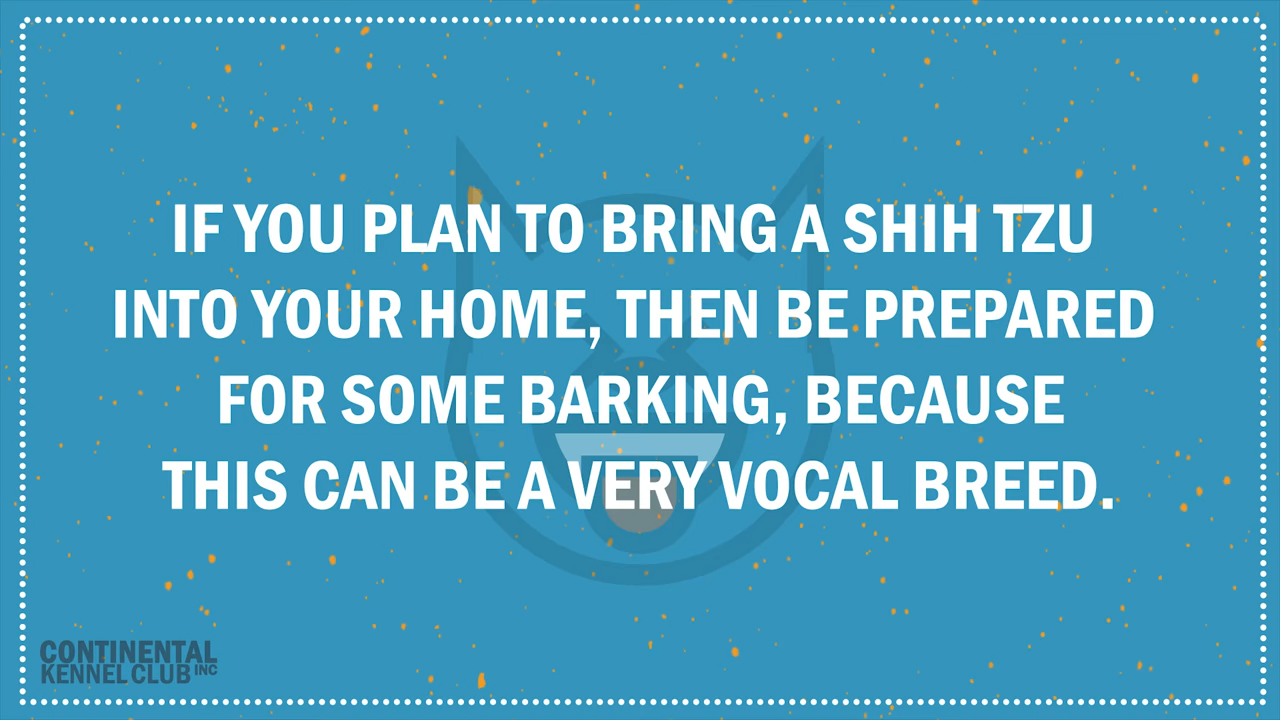 IF YOU PLAN TO BRING A SHIH TZU
INTO YOUR HOME, THEN BE PREPARED
FOR SOME BARKING, BECAUSE
THIS CAN BE A VERY VOCAL BREED.
CONTINENTAL
KENNEL CLUB INC